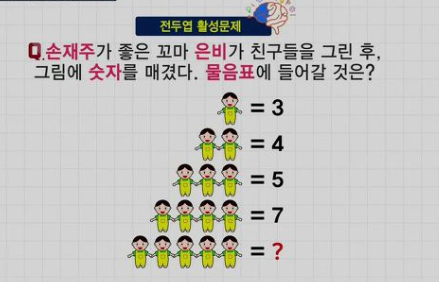 전두엽 활성문제
Q.손재주가 좋은 꼬마 은비가 친구들을 그린 후,
그림에 숫자를 매겼다. 물음표에 들어갈 것은?
= 3
= 4
= 5
= 7
= ?